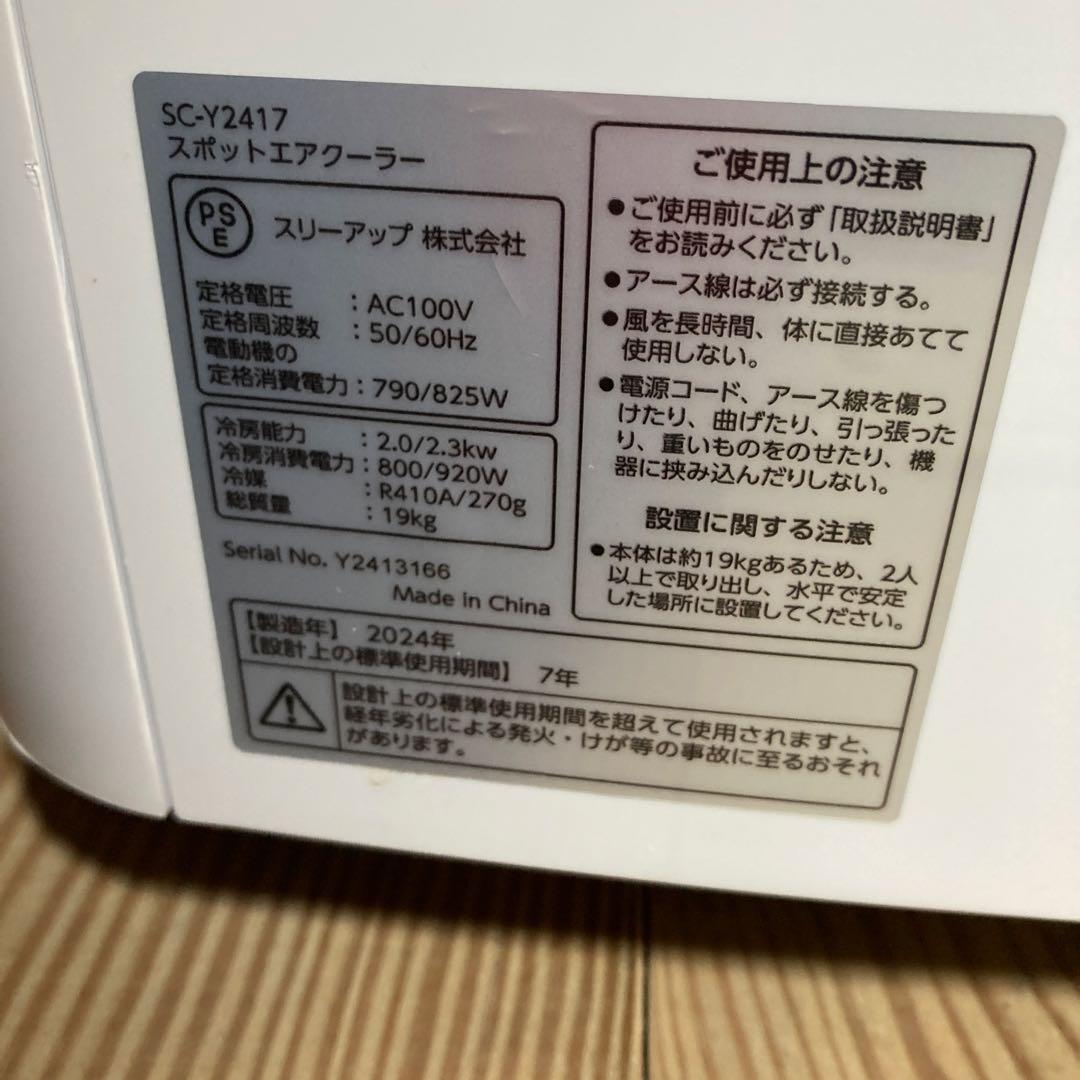 SC-Y2417
スポットエアクーラー
PS
E
スリーアップ 株式会社
定格電圧 : AC100V
定格周波数 : 50/60Hz
電動機の
定格消費電力 : 790/825W
冷房能力 : 2.0/2.3kw
冷房消費電力 : 800/920W
冷媒 : R410A/270g
総質量 : 19kg
Serial No. Y2413166
Made in China
ご使用上の注意
●ご使用前に必ず「取扱説明書」
をお読みください。
●アース線は必ず接続する。
●風を長時間、体に直接あてて
使用しない。
●電源コード、アース線を傷つ
けたり、曲げたり、引っ張った
り、重いものをのせたり、機
器に挟み込んだりしない。
設置に関する注意
●本体は約19kgあるため、2人
以上で取り出し、水平で安定
した場所に設置してください。
【製造年】 2024年
【設計上の標準使用期間】 7年
設計上の標準使用期間を超えて使用されますと、
経年劣化による発火・けが等の事故に至るおそれ
があります。